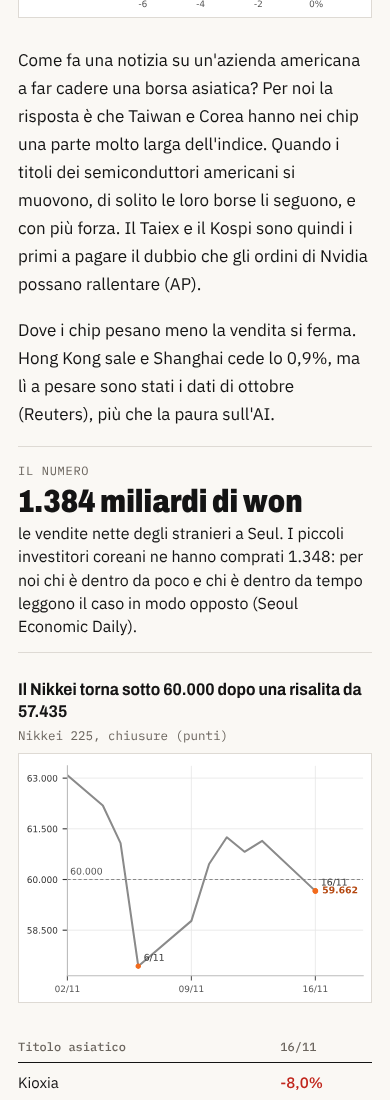 -6 -4 -2 0%
Come fa una notizia su un'azienda americana
a far cadere una borsa asiatica? Per noi la
risposta è che Taiwan e Corea hanno nei chip
una parte molto larga dell'indice. Quando i
titoli dei semiconduttori americani si
muovono, di solito le loro borse li seguono, e
con più forza. Il Taiex e il Kospi sono quindi i
primi a pagare il dubbio che gli ordini di Nvidia
possano rallentare (AP).
Dove i chip pesano meno la vendita si ferma.
Hong Kong sale e Shanghai cede lo 0,9%, ma
lì a pesare sono stati i dati di ottobre
(Reuters), più che la paura sull'AI.
IL NUMERO
1.384 miliardi di won
le vendite nette degli stranieri a Seul. I piccoli
investitori coreani ne hanno comprati 1.348: per
noi chi è dentro da poco e chi è dentro da tempo
leggono il caso in modo opposto (Seoul
Economic Daily).
Il Nikkei torna sotto 60.000 dopo una risalita da
57.435
Nikkei 225, chiusure (punti)
63.000
61.500
60.000
60.000
16/11
59.662
58.500
6/11
02/11 09/11 16/11
Titolo asiatico 16/11
Kioxia -8,0%